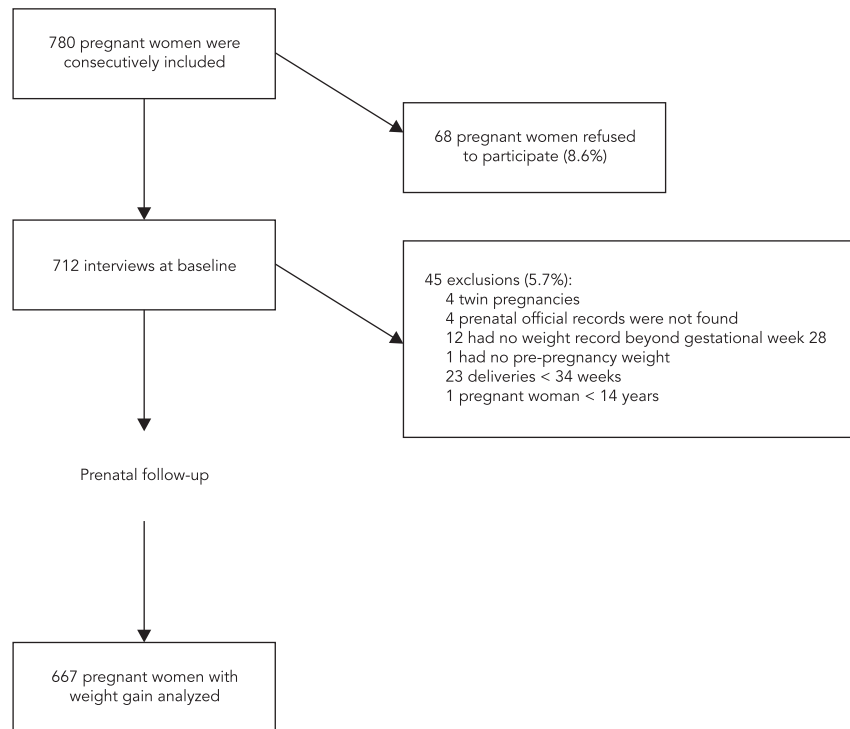 780 pregnant women were
consecutively included
68 pregnant women refused
to participate (8.6%)
712 interviews at baseline
45 exclusions (5.7%):
4 twin pregnancies
4 prenatal official records were not found
12 had no weight record beyond gestational week 28
1 had no pre-pregnancy weight
23 deliveries < 34 weeks
1 pregnant woman < 14 years
Prenatal follow-up
667 pregnant women with
weight gain analyzed